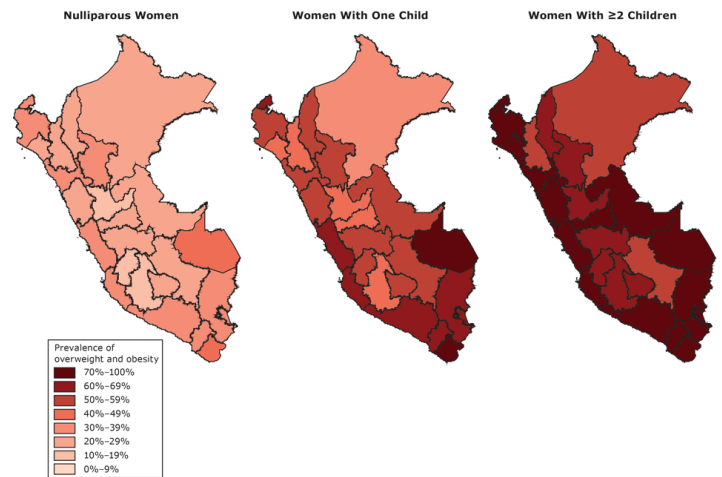 Nulliparous Women
Women With One Child
Women With ≥2 Children
Prevalence of
overweight and obesity
70%–100%
60%–69%
50%–59%
40%–49%
30%–39%
20%–29%
10%–19%
0%–9%